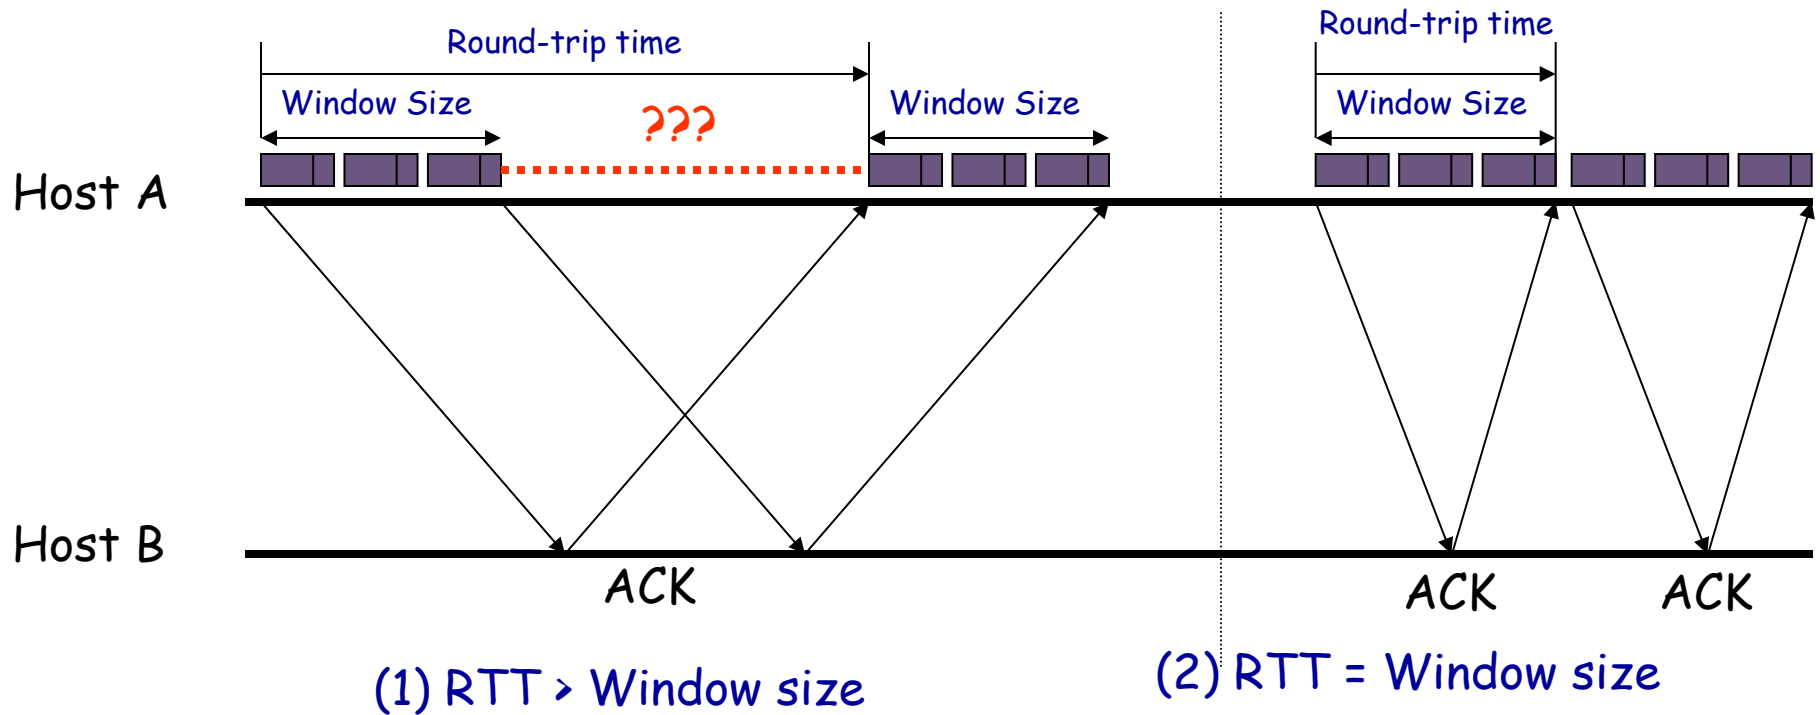 Round-trip time
Window Size
???
Window Size
Round-trip time
Window Size
Host A
Host B
ACK
ACK
ACK
(1) RTT > Window size
(2) RTT = Window size